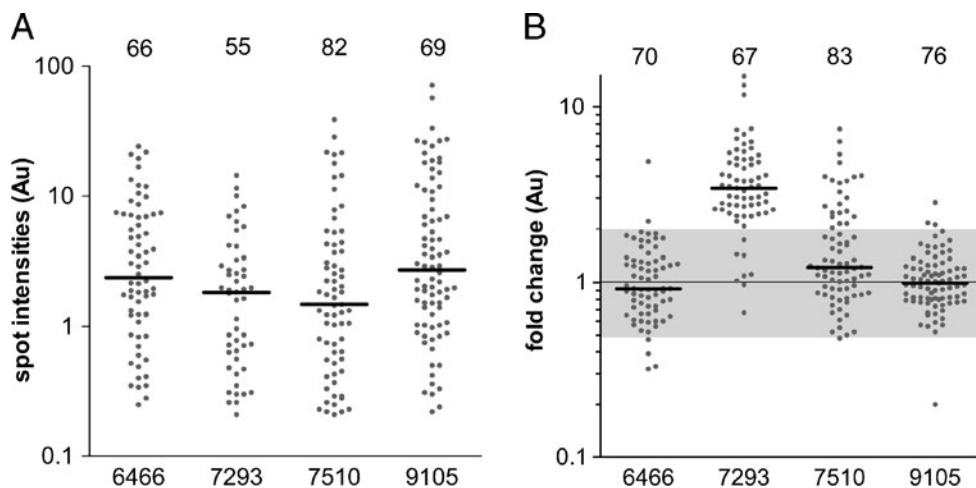 A
66 55 82 69
100
10
1
0.1
spot intensities (Au)
6466 7293 7510 9105
B
70 67 83 76
10
1
0.1
fold change (Au)
6466 7293 7510 9105